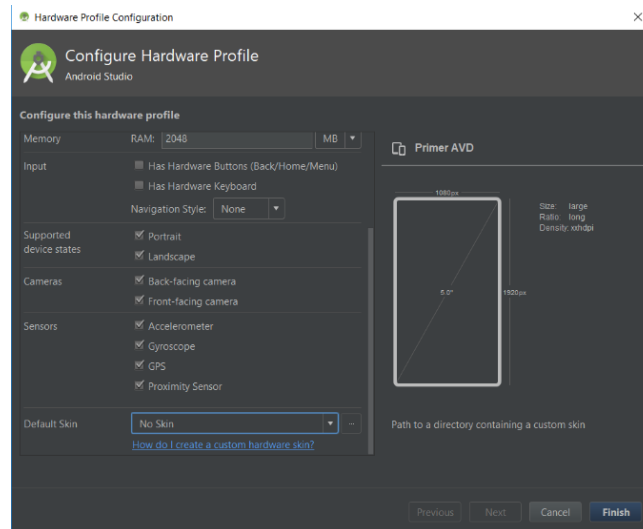 Hardware Profile Configuration
Configure Hardware Profile
Android Studio
Configure this hardware profile
Memory RAM: 2048 MB
Input Has Hardware Buttons (Back/Home/Menu)
Has Hardware Keyboard
Navigation Style: None
Supported device states Portrait
Landscape
Cameras Back-facing camera
Front-facing camera
Sensors Accelerometer
Gyroscope
GPS
Proximity Sensor
Default Skin No Skin ...
How do I create a custom hardware skin?
Primer AVD
1080px
Size: large
Ratio: long
Density: xxhdpi
5.0"
1920px
Path to a directory containing a custom skin
Previous Next Cancel Finish